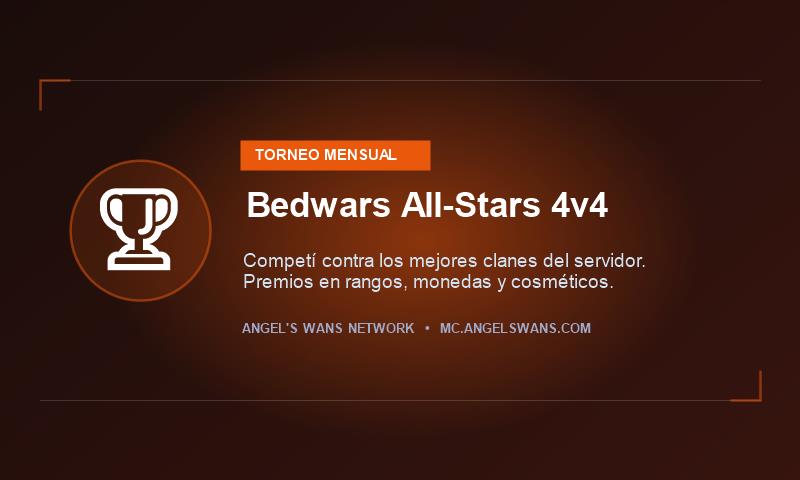 TORNEO MENSUAL
Bedwars All-Stars 4v4
Competí contra los mejores clanes del servidor.
Premios en rangos, monedas y cosméticos.
ANGEL'S WANS NETWORK • MC.ANGELSWANS.COM